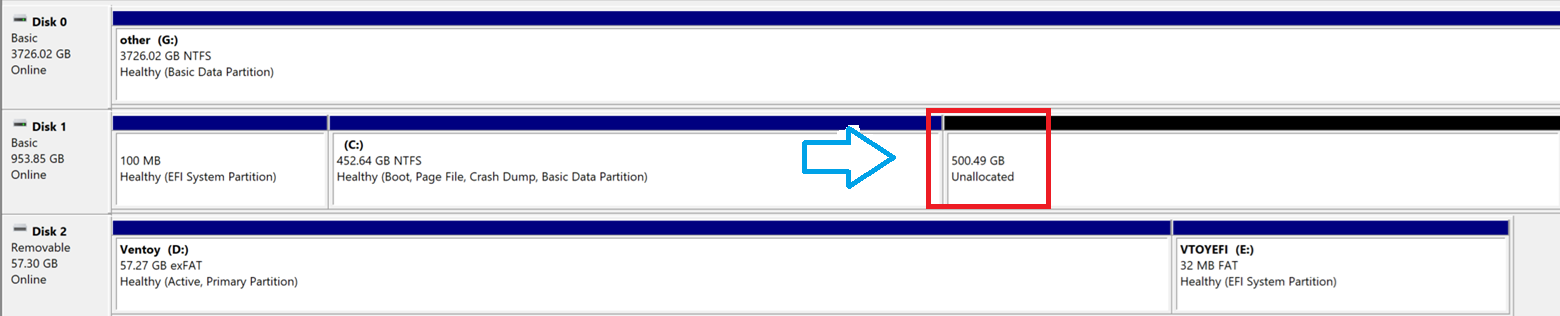 Disk 0
Basic
3726.02 GB
Online
other (G:)
3726.02 GB NTFS
Healthy (Basic Data Partition)
Disk 1
Basic
953.85 GB
Online
100 MB
Healthy (EFI System Partition)
(C:)
452.64 GB NTFS
Healthy (Boot, Page File, Crash Dump, Basic Data Partition)
500.49 GB
Unallocated
Disk 2
Removable
57.30 GB
Online
Ventoy (D:)
57.27 GB exFAT
Healthy (Active, Primary Partition)
VTOYEFI (E:)
32 MB FAT
Healthy (EFI System Partition)